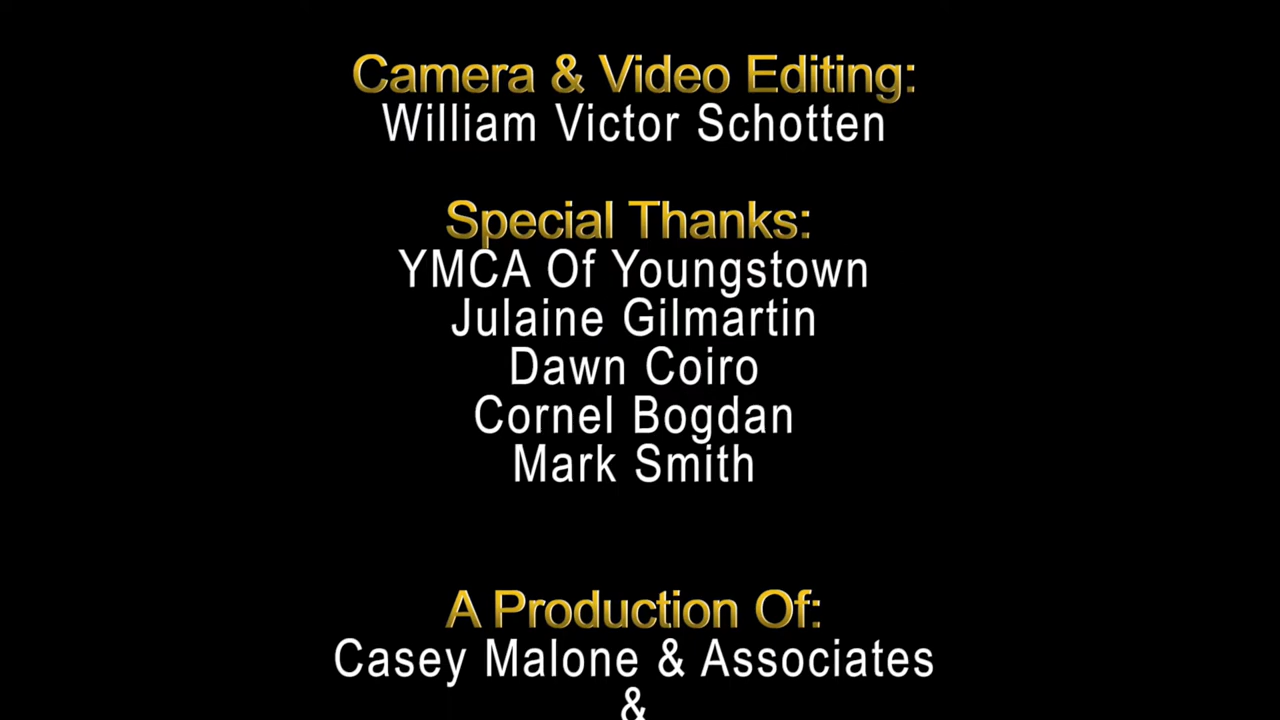 Camera & Video Editing:
William Victor Schotten
Special Thanks:
YMCA Of Youngstown
Julaine Gilmartin
Dawn Coiro
Cornel Bogdan
Mark Smith
A Production Of:
Casey Malone & Associates
&